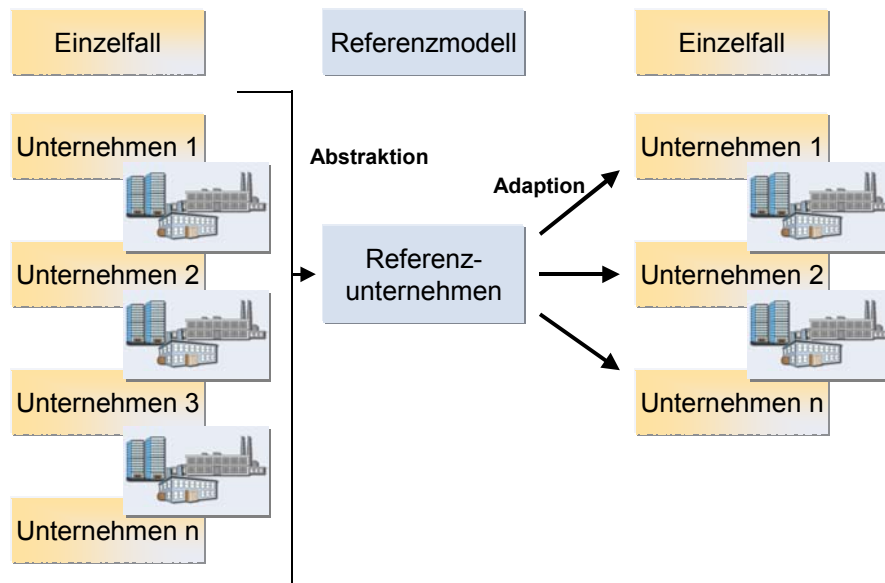 Einzelfall
Referenzmodell
Einzelfall
Unternehmen 1
Unternehmen 2
Unternehmen 3
Unternehmen n
Abstraktion
Referenz-
unternehmen
Adaption
Unternehmen 1
Unternehmen 2
Unternehmen n